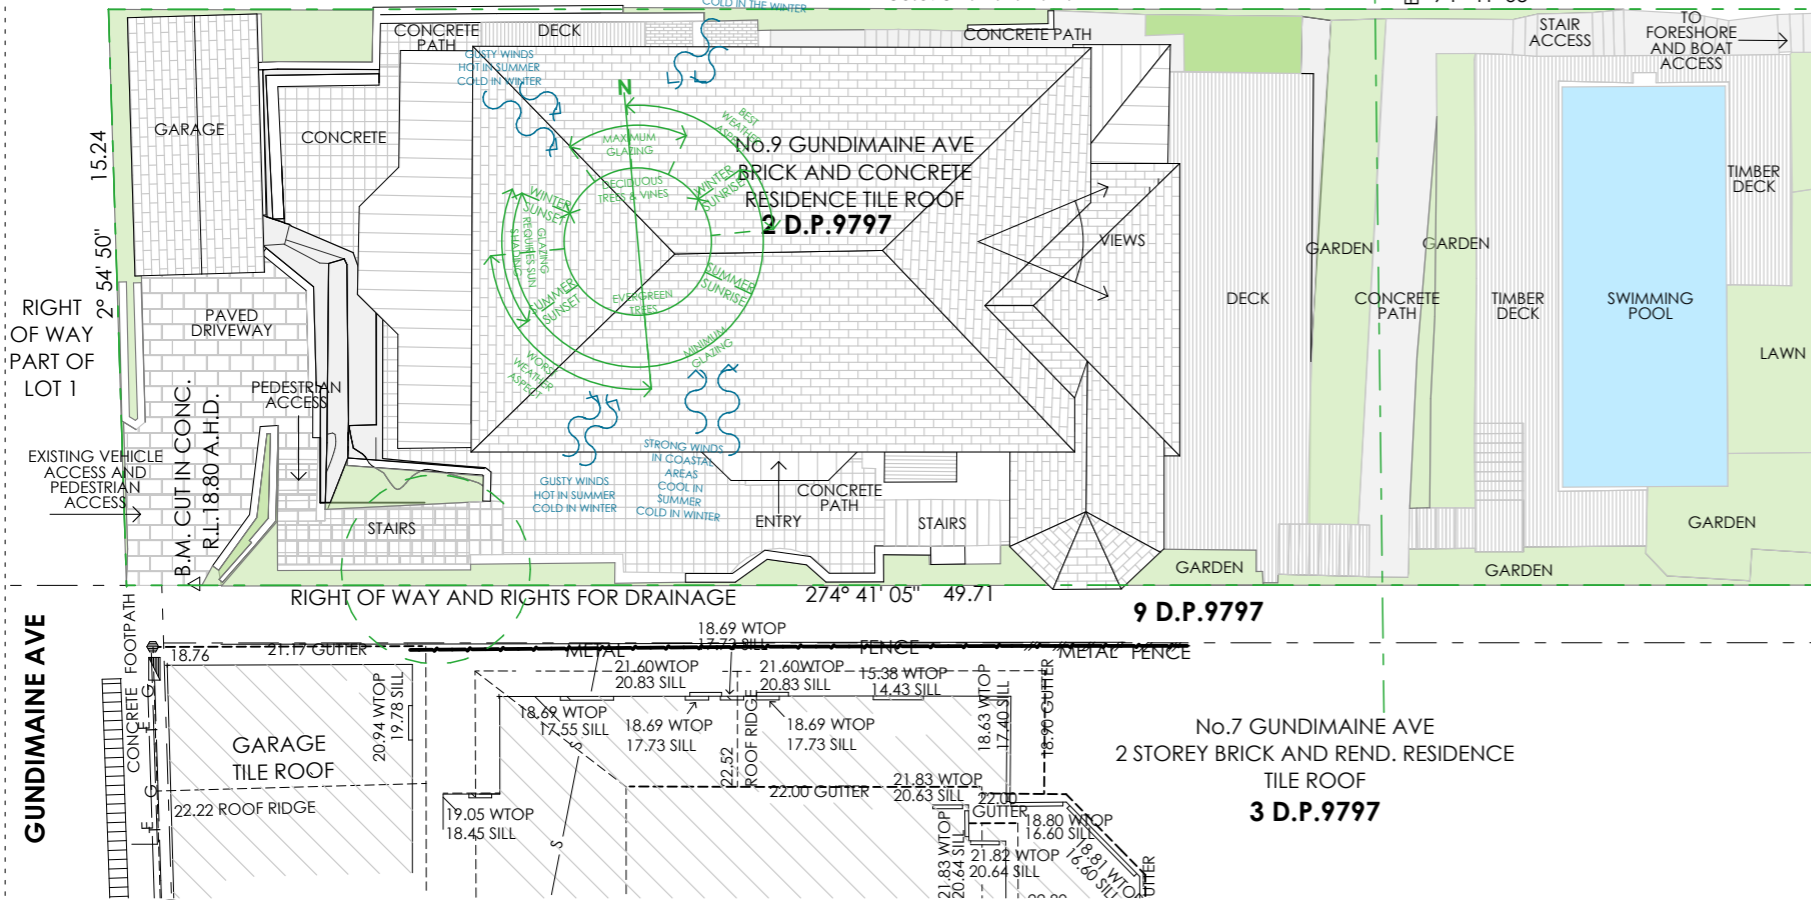 COLD IN THE WINTER
CONCRETE
PATH
DECK
CONCRETE PATH
STAIR
ACCESS
TO
FORESHORE
AND BOAT
ACCESS
GUSTY WINDS
HOT IN SUMMER
COLD IN WINTER
GARAGE
CONCRETE
15.24
2° 54' 50"
N
BEST
WEATHER
ASPECT
MAXIMUM
GLAZING
DECIDUOUS
TREES & VINES
WINTER
SUNRISE
WINTER
SUNSET
GLAZING
REQUIRES SUN
SHADING
SUMMER
SUNSET
SUMMER
SUNRISE
EVERGREEN
TREES
MINIMUM
GLAZING
WORST
WEATHER
ASPECT
No.9 GUNDIMAINE AVE
BRICK AND CONCRETE
RESIDENCE TILE ROOF
2 D.P.9797
VIEWS
DECK
GARDEN
CONCRETE
PATH
GARDEN
TIMBER
DECK
SWIMMING
POOL
TIMBER
DECK
LAWN
GARDEN
GARDEN
GARDEN
RIGHT
OF WAY
PART OF
LOT 1
PAVED
DRIVEWAY
PEDESTRIAN
ACCESS
EXISTING VEHICLE
ACCESS AND
PEDESTRIAN
ACCESS
B.M. CUT IN CONC.
R.L.18.80 A.H.D.
STAIRS
GUSTY WINDS
HOT IN SUMMER
COLD IN WINTER
STRONG WINDS
IN COASTAL
AREAS
COOL IN
SUMMER
COLD IN WINTER
ENTRY
CONCRETE
PATH
STAIRS
RIGHT OF WAY AND RIGHTS FOR DRAINAGE
274° 41' 05" 49.71
9 D.P.9797
GUNDIMAINE AVE
CONCRETE FOOTPATH
18.76
21.17 GUTTER
METAL FENCE
METAL FENCE
18.69 WTOP
17.73 SILL
21.60WTOP
20.83 SILL
21.60WTOP
20.83 SILL
15.38 WTOP
14.43 SILL
18.69 WTOP
17.55 SILL
18.69 WTOP
17.73 SILL
18.69 WTOP
17.73 SILL
18.63 WTOP
17.40 SILL
18.90 GUTTER
20.94 WTOP
19.78 SILL
GARAGE
TILE ROOF
22.22 ROOF RIDGE
22.52
ROOF RIDGE
22.00 GUTTER
21.83 WTOP
20.63 SILL
22.00
GUTTER
19.05 WTOP
18.45 SILL
18.80 WTOP
16.60 SILL
18.81 WTOP
16.60 SILL
21.82 WTOP
20.64 SILL
21.83 WTOP
20.64 SILL
No.7 GUNDIMAINE AVE
2 STOREY BRICK AND REND. RESIDENCE
TILE ROOF
3 D.P.9797
S
S
E
G
E
G
E